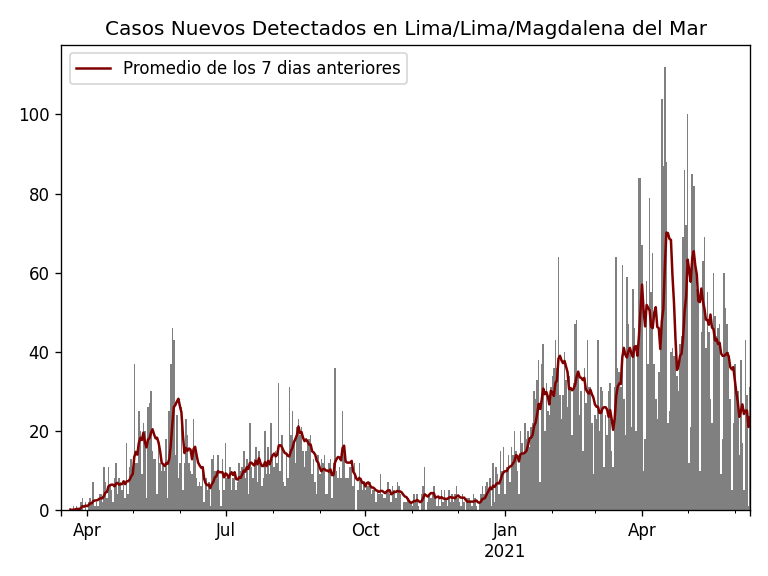 Casos Nuevos Detectados en Lima/Lima/Magdalena del Mar
Promedio de los 7 dias anteriores
100
80
60
40
20
0
Apr Jul Oct Jan Apr
2021